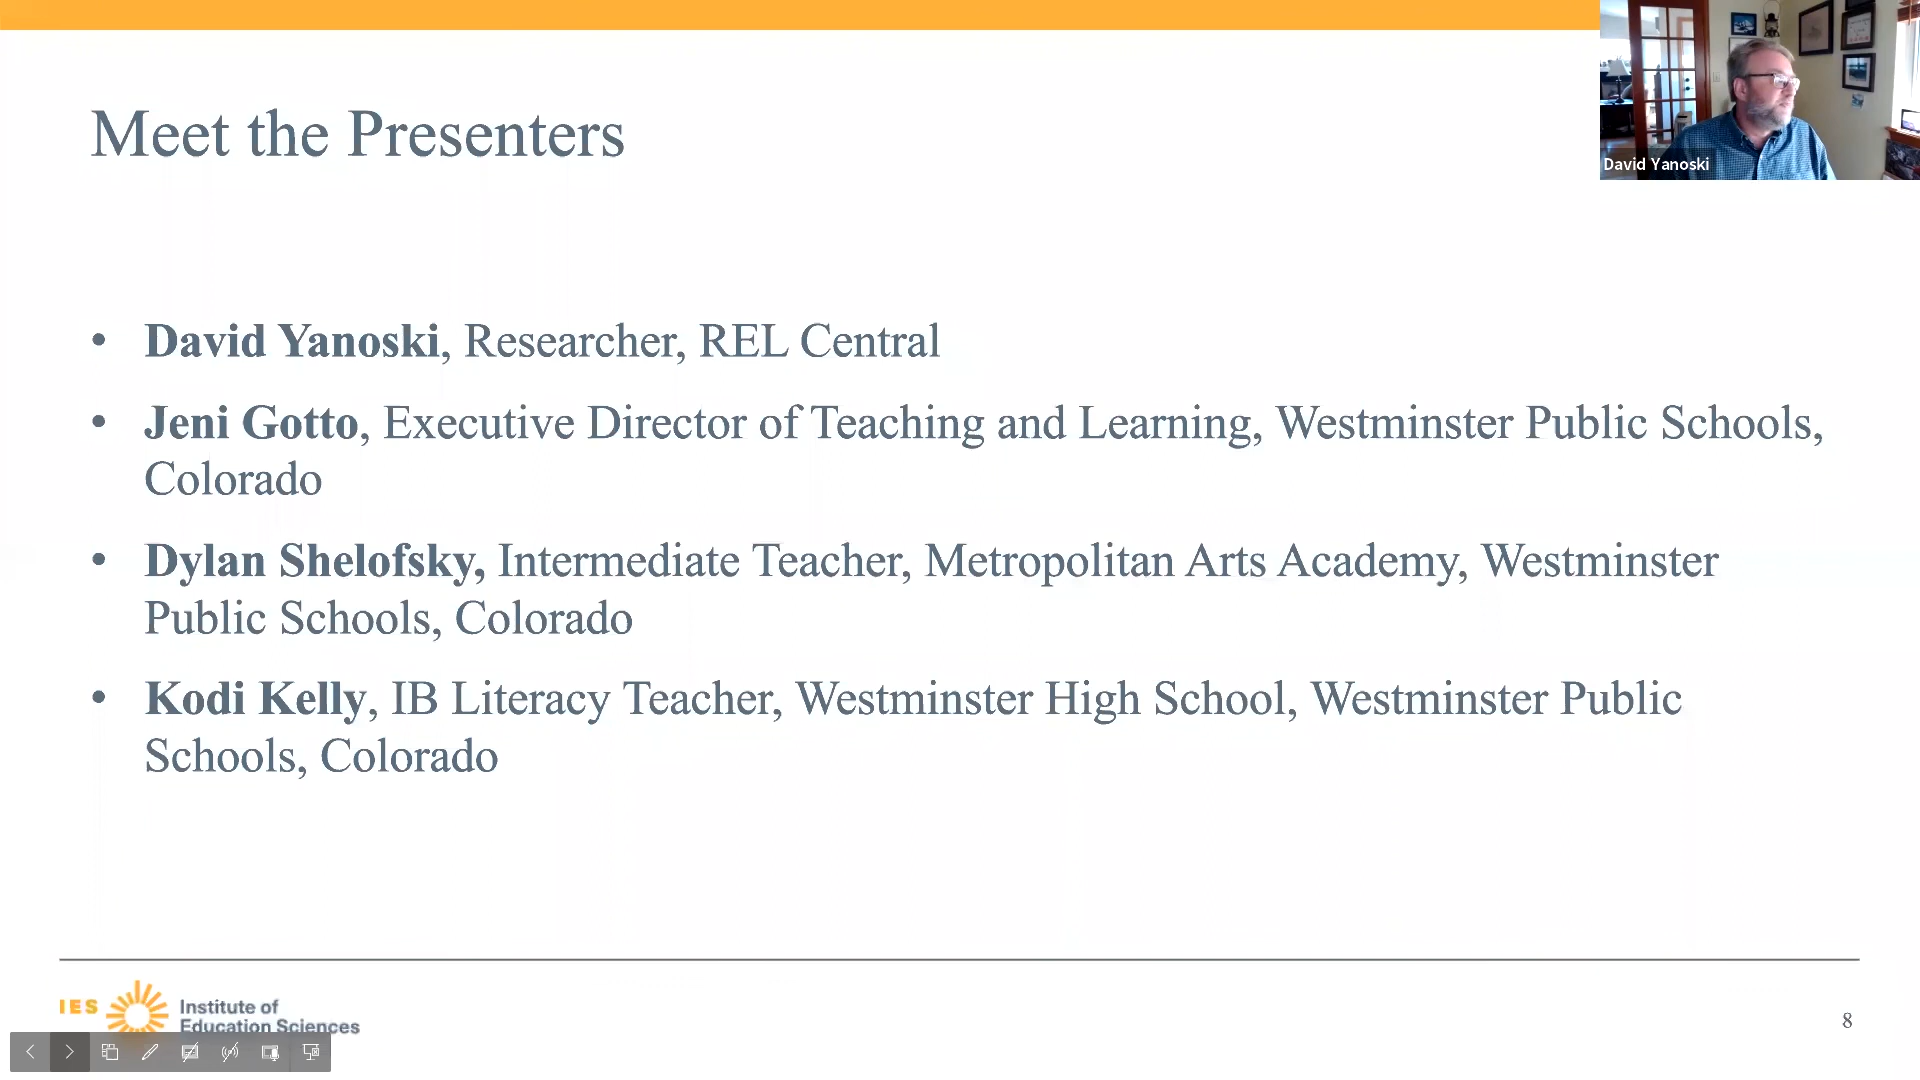 Meet the Presenters
David Yanoski
• David Yanoski, Researcher, REL Central
• Jeni Gotto, Executive Director of Teaching and Learning, Westminster Public Schools,
Colorado
• Dylan Shelofsky, Intermediate Teacher, Metropolitan Arts Academy, Westminster
Public Schools, Colorado
• Kodi Kelly, IB Literacy Teacher, Westminster High School, Westminster Public
Schools, Colorado
IES
Institute of
Education Sciences
8